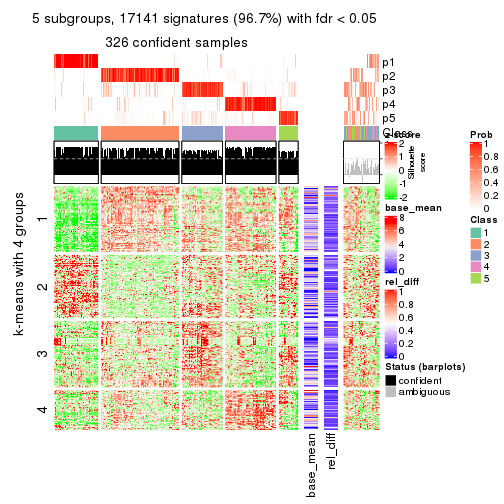 5 subgroups, 17141 signatures (96.7%) with fdr < 0.05
326 confident samples
p1
p2
p3
p4
p5
Class
Silhouette
score
k-means with 4 groups
1
2
3
4
base_mean
rel_diff
z-score
2
1
0
-1
-2
base_mean
8
6
4
2
0
rel_diff
1
0.8
0.6
0.4
0.2
0
Status (barplots)
confident
ambiguous
Prob
1
0.8
0.6
0.4
0.2
0
Class
1
2
3
4
5